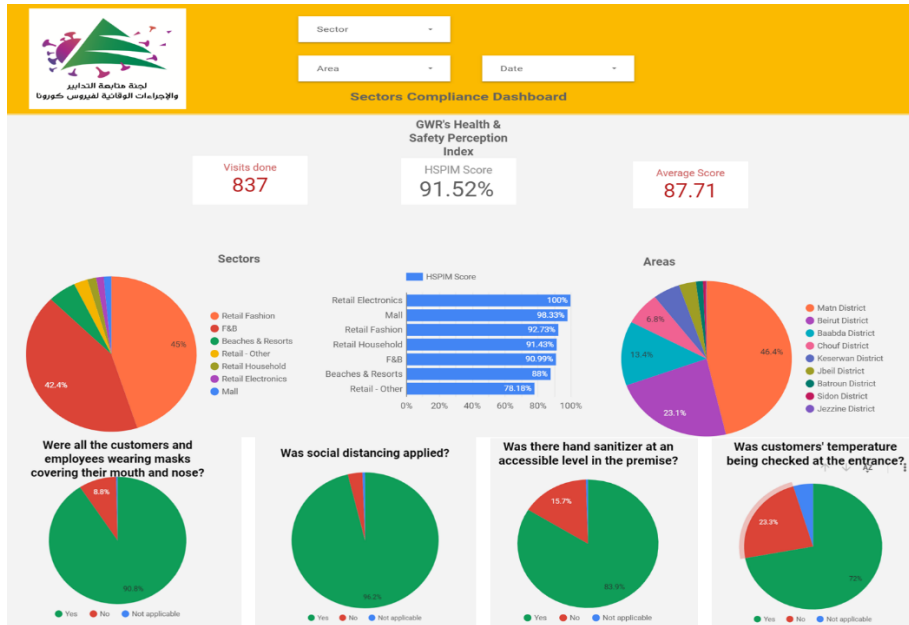 لجنة متابعة التدابير
والإجراءات الوقائية لفيروس كورونا
Sector
Area
Date
Sectors Compliance Dashboard
GWR's Health &
Safety Perception
Index
Visits done
837
HSPIM Score
91.52%
Average Score
87.71
Sectors
45%
42.4%
Retail Fashion
F&B
Beaches & Resorts
Retail - Other
Retail Household
Retail Electronics
Mall
HSPIM Score
Retail Electronics 100%
Mall 98.33%
Retail Fashion 92.73%
Retail Household 91.43%
F&B 90.99%
Beaches & Resorts 88%
Retail - Other 78.18%
0% 20% 40% 60% 80% 100%
Areas
46.4%
23.1%
13.4%
6.8%
Matn District
Beirut District
Baabda District
Chouf District
Keserwan District
Jbeil District
Batroun District
Sidon District
Jezzine District
Were all the customers and
employees wearing masks
covering their mouth and nose?
8.8%
90.8%
Yes No Not applicable
Was social distancing applied?
96.2%
Yes No Not applicable
Was there hand sanitizer at an
accessible level in the premise?
15.7%
83.9%
Yes No Not applicable
Was customers' temperature
being checked at the entrance?
23.3%
72%
Yes No Not applicable